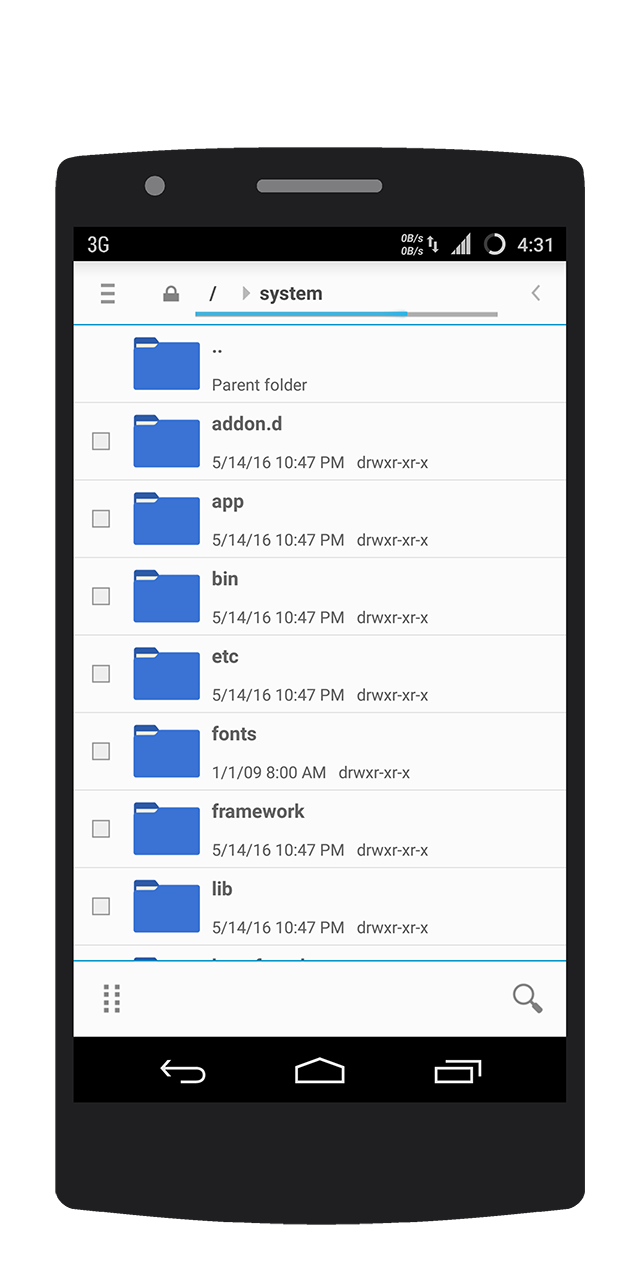 3G 0B/s 0B/s 4:31
/ system
..
Parent folder
addon.d
5/14/16 10:47 PM drwxr-xr-x
app
5/14/16 10:47 PM drwxr-xr-x
bin
5/14/16 10:47 PM drwxr-xr-x
etc
5/14/16 10:47 PM drwxr-xr-x
fonts
1/1/09 8:00 AM drwxr-xr-x
framework
5/14/16 10:47 PM drwxr-xr-x
lib
5/14/16 10:47 PM drwxr-xr-x